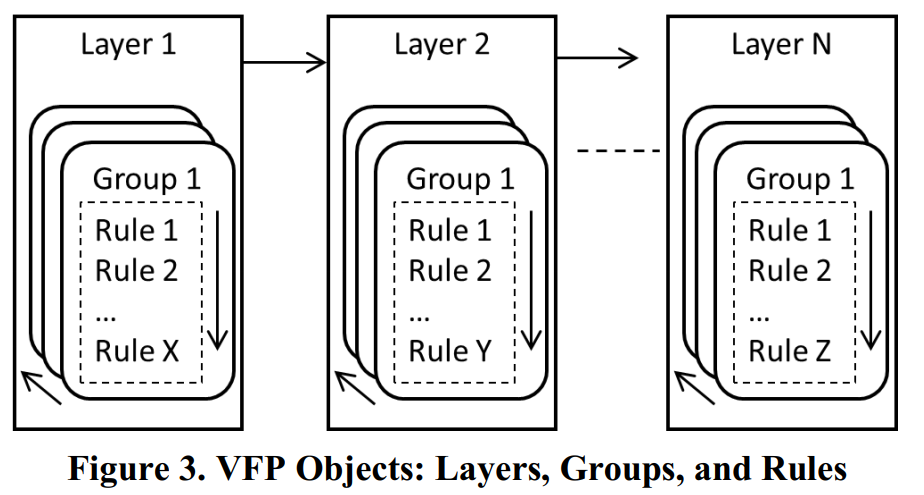 Layer 1
Layer 2
Layer N
Group 1
Rule 1
Rule 2
...
Rule X
Group 1
Rule 1
Rule 2
...
Rule Y
Group 1
Rule 1
Rule 2
...
Rule Z
Figure 3. VFP Objects: Layers, Groups, and Rules